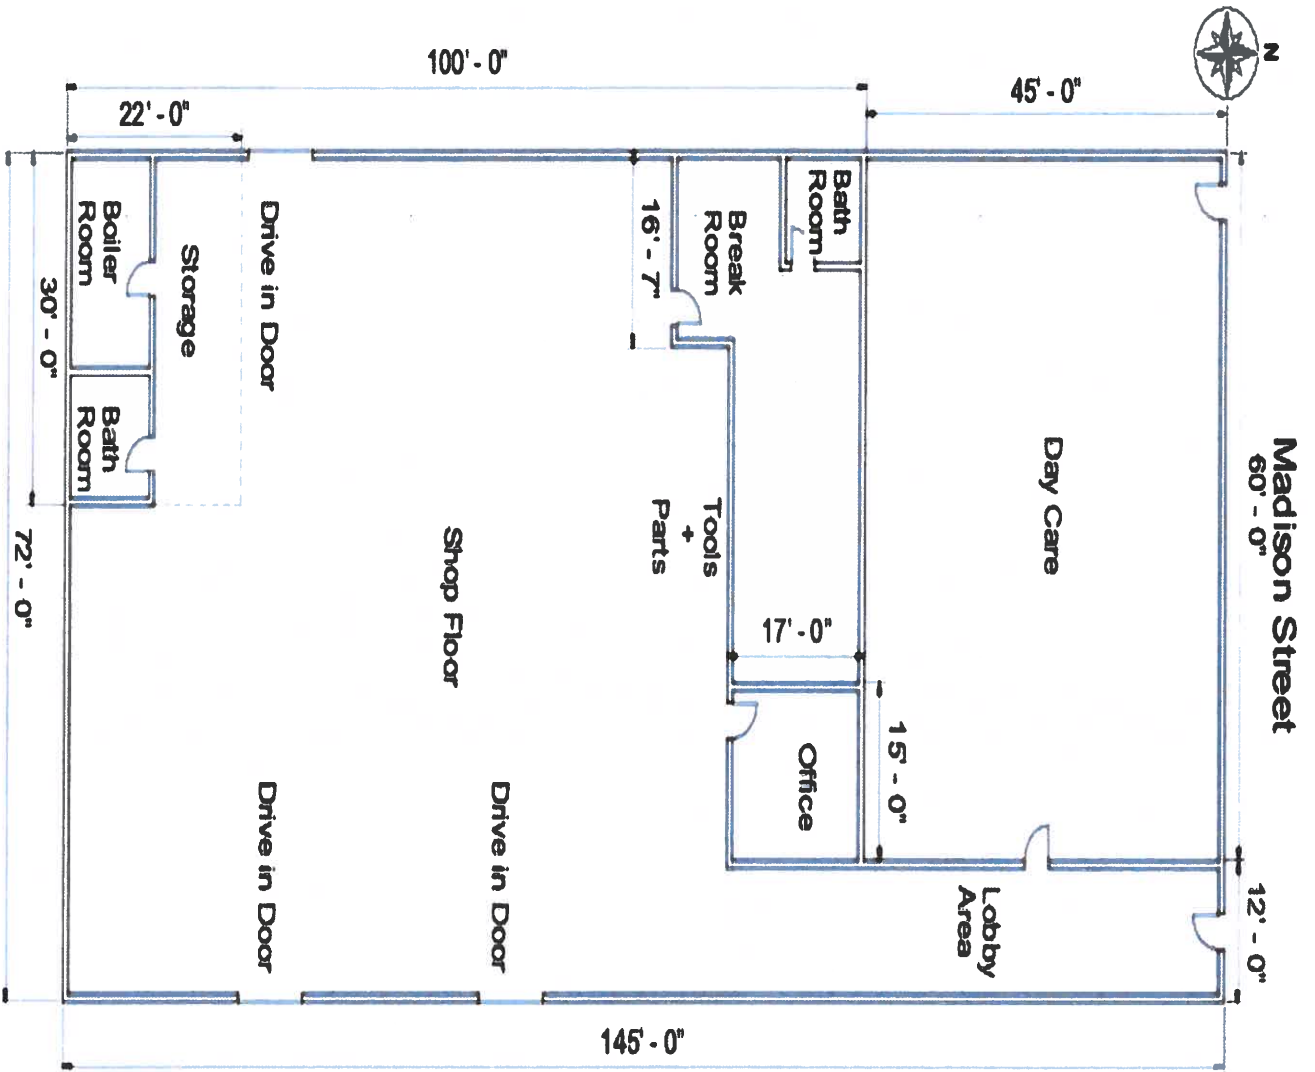 N
Madison Street
60' - 0"
12' - 0"
45' - 0"
100' - 0"
22' - 0"
Day Care
Lobby
Area
15' - 0"
Bath
Room
Office
17' - 0"
Break
Room
16' - 7"
Tools
+
Parts
Shop Floor
Drive in Door
Drive in Door
Drive in Door
Storage
Boiler
Room
Bath
Room
30' - 0"
72' - 0"
145' - 0"